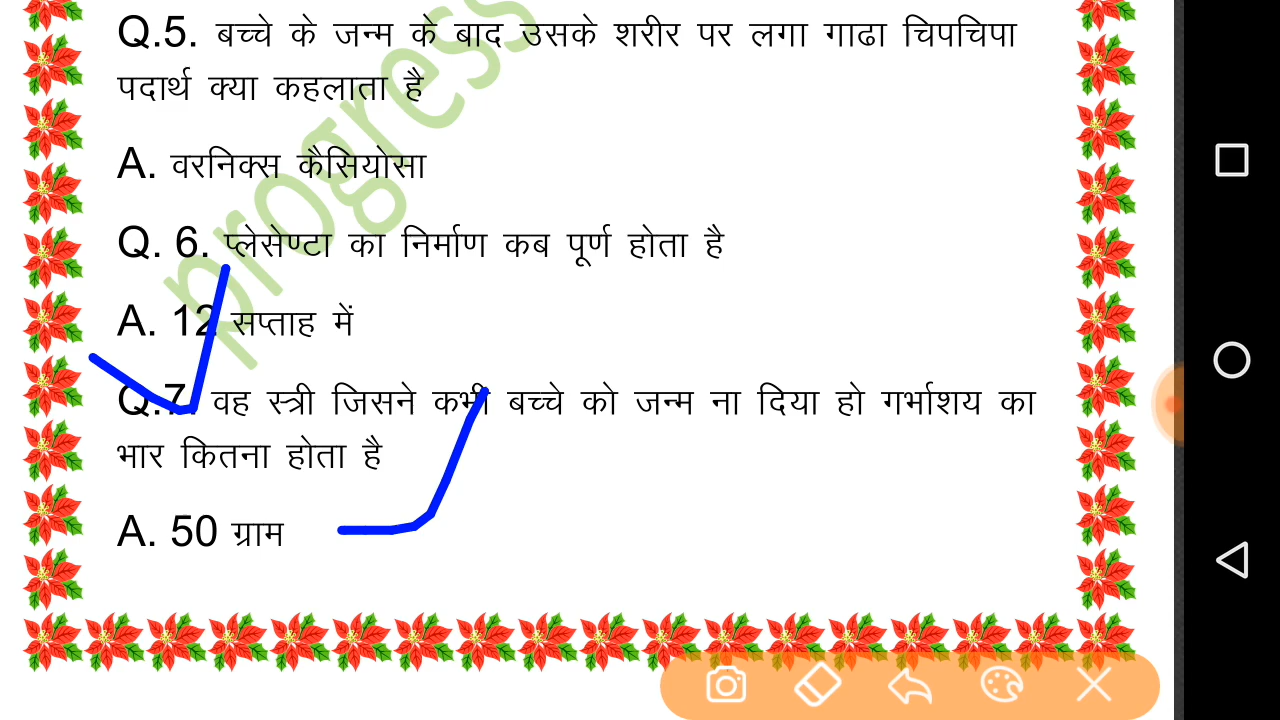 Q.5. बच्चे के जन्म के बाद उसके शरीर पर लगा गाढा चिपचिपा
पदार्थ क्या कहलाता है
A. वरनिक्स कैसियोसा
Q. 6. प्लेसेण्टा का निर्माण कब पूर्ण होता है
A. 12 सप्ताह में
Q.7. वह स्त्री जिसने कभी बच्चे को जन्म ना दिया हो गर्भाशय का
भार कितना होता है
A. 50 ग्राम
progress